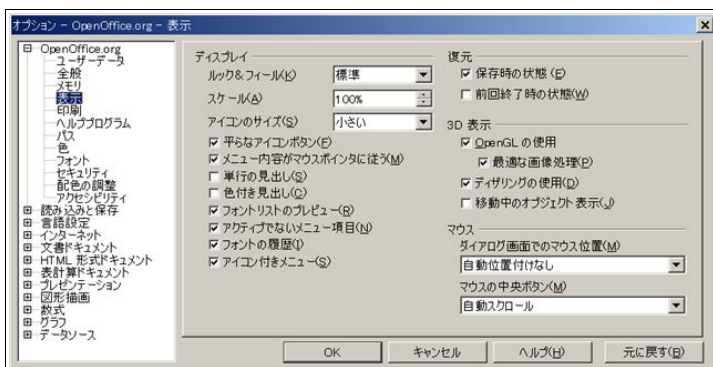 オプション - OpenOffice.org - 表示
OpenOffice.org
ユーザーデータ
全般
メモリ
表示
印刷
ヘルププログラム
パス
色
フォント
セキュリティ
配色の調整
アクセシビリティ
読み込みと保存
言語設定
インターネット
文書ドキュメント
HTML 形式ドキュメント
表計算ドキュメント
プレゼンテーション
図形描画
数式
グラフ
データソース
ディスプレイ
ルック&フィール(K) 標準
スケール(A) 100%
アイコンのサイズ(S) 小さい
平らなアイコンボタン(F)
メニュー内容がマウスポインタに従う(M)
単行の見出し(S)
色付き見出し(C)
フォントリストのプレビュー(R)
アクティブでないメニュー項目(N)
フォントの履歴(I)
アイコン付きメニュー(S)
復元
保存時の状態 (E)
前回終了時の状態(W)
3D 表示
OpenGL の使用
最適な画像処理(P)
ディザリングの使用(D)
移動中のオブジェクト表示(J)
マウス
ダイアログ画面でのマウス位置(M)
自動位置付けなし
マウスの中央ボタン(M)
自動スクロール
OK キャンセル ヘルプ(H) 元に戻す(B)